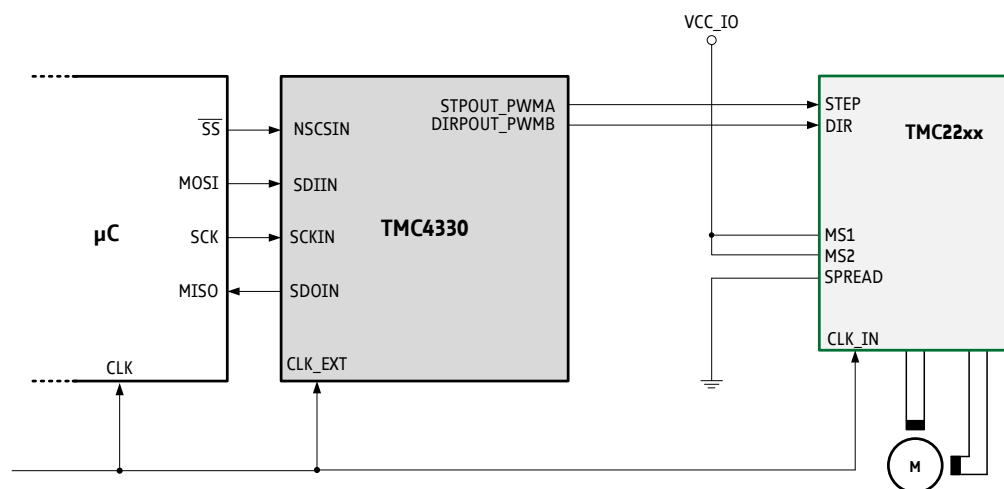 VCC_IO
STPOUT_PWMA
DIRPOUT_PWMB
STEP
DIR
TMC22xx
SS
NSCSIN
MOSI
SDIIN
µC
SCK
SCKIN
TMC4330
MS1
MS2
SPREAD
MISO
SDOIN
CLK_IN
CLK
CLK_EXT
M